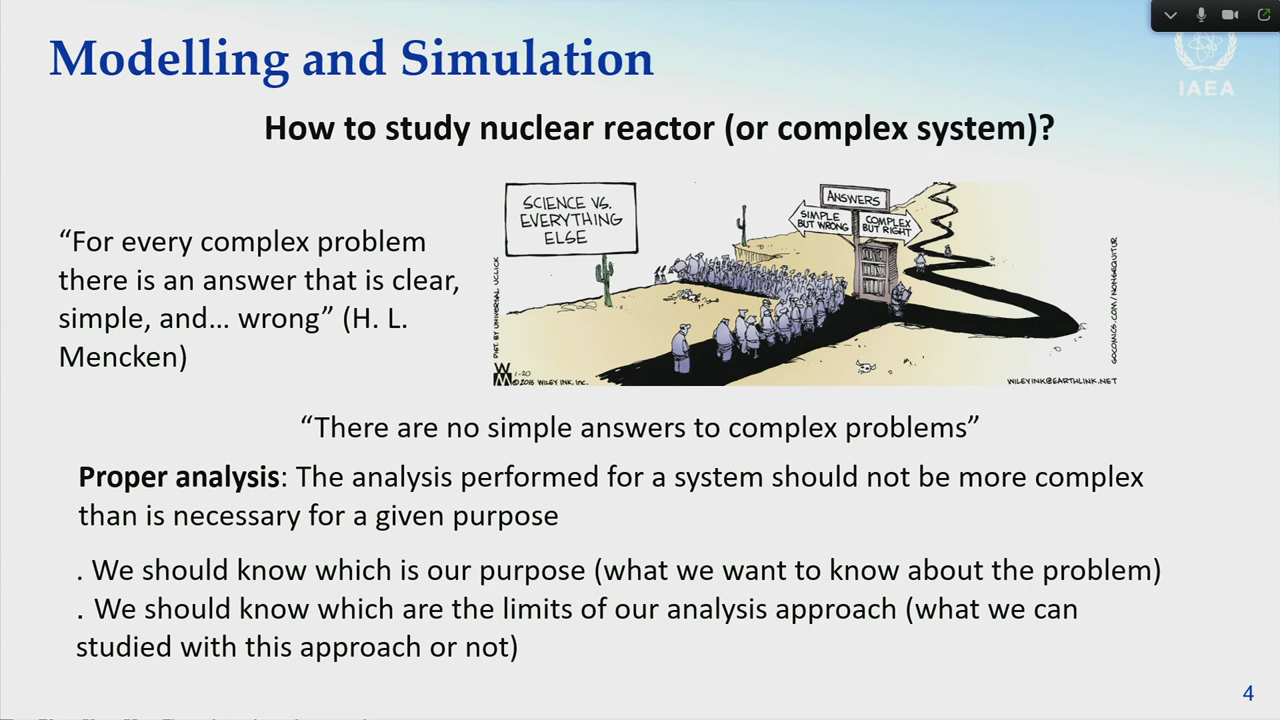 Modelling and Simulation
IAEA
How to study nuclear reactor (or complex system)?
“For every complex problem
there is an answer that is clear,
simple, and… wrong” (H. L.
Mencken)
SCIENCE VS.
EVERYTHING
ELSE
ANSWERS
SIMPLE
BUT WRONG
COMPLEX
BUT RIGHT
DIST. BY UNIVERSAL UCLICK
GOCOMICS.COM/NONSEQUITUR
1-20
©2016 WILEY INK, INC.
WILEYINK@EARTHLINK.NET
“There are no simple answers to complex problems”
Proper analysis: The analysis performed for a system should not be more complex
than is necessary for a given purpose
. We should know which is our purpose (what we want to know about the problem)
. We should know which are the limits of our analysis approach (what we can
studied with this approach or not)
4